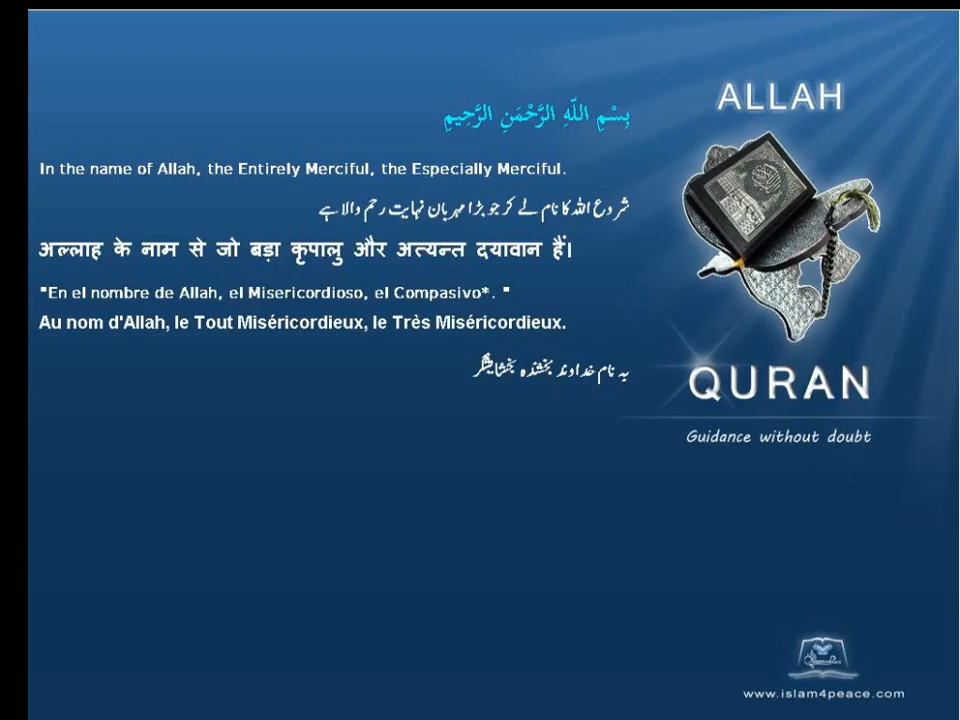 بِسْمِ اللَّهِ الرَّحْمَنِ الرَّحِيمِ
In the name of Allah, the Entirely Merciful, the Especially Merciful.
شروع الله کا نام لے کر جو بڑا مہربان نہایت رحم والا ہے
अल्लाह के नाम से जो बड़ा कृपालु और अत्यन्त दयावान हैं।
"En el nombre de Allah, el Misericordioso, el Compasivo*. "
Au nom d'Allah, le Tout Miséricordieux, le Très Miséricordieux.
به نام خداوند بخشنده بخشایشگر
ALLAH
QURAN
Guidance without doubt
www.islam4peace.com